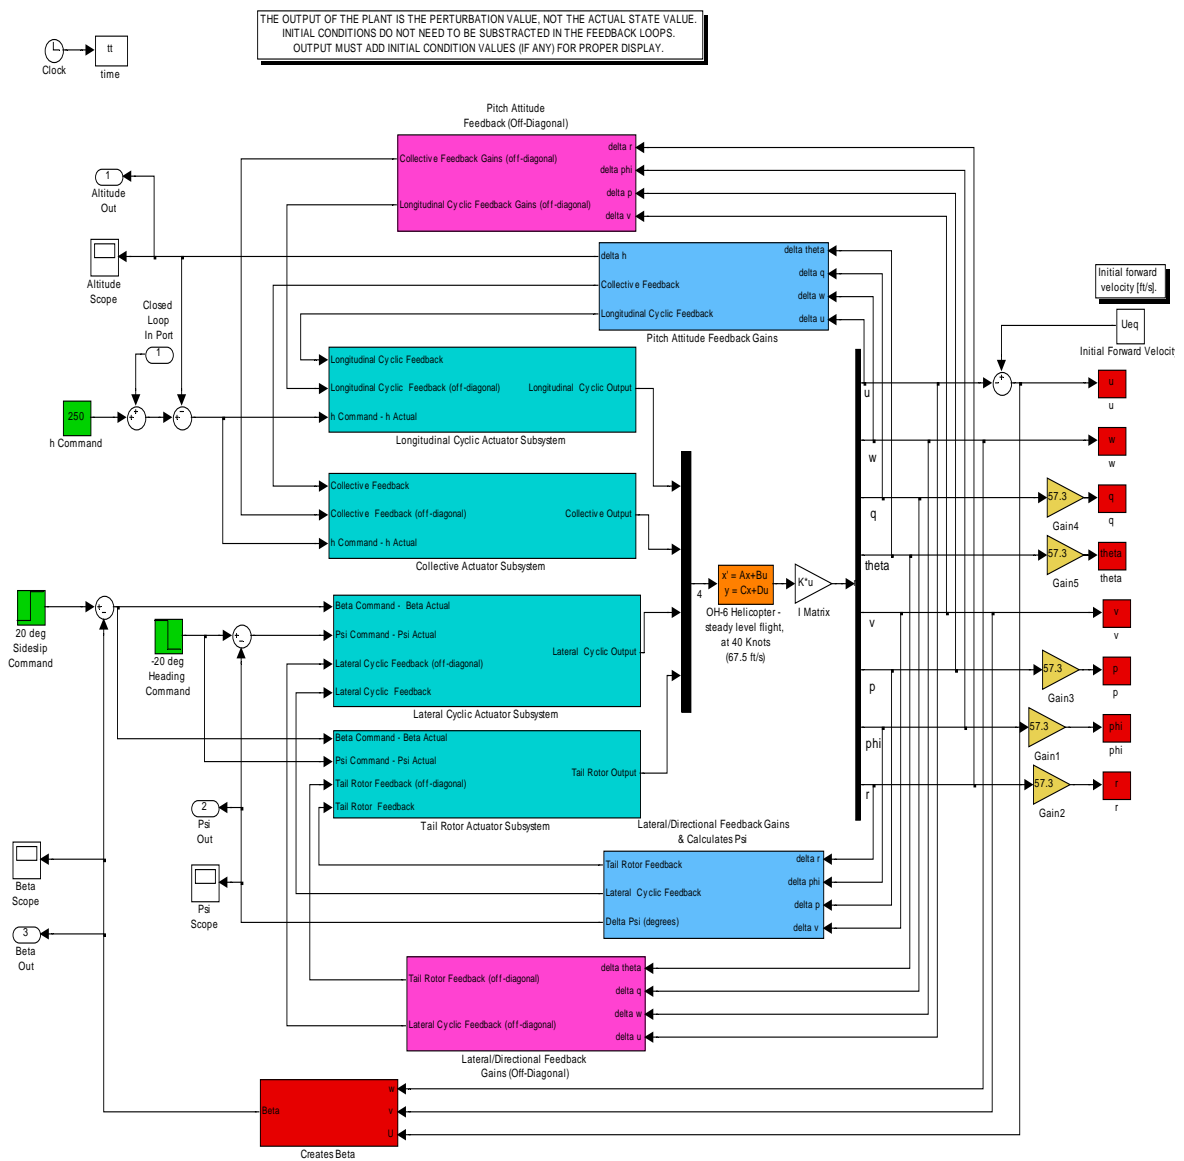 THE OUTPUT OF THE PLANT IS THE PERTURBATION VALUE, NOT THE ACTUAL STATE VALUE.
INITIAL CONDITIONS DO NOT NEED TO BE SUBSTRACTED IN THE FEEDBACK LOOPS.
OUTPUT MUST ADD INITIAL CONDITION VALUES (IF ANY) FOR PROPER DISPLAY.
Clock
tt
time
Pitch Attitude
Feedback (Off-Diagonal)
Collective Feedback Gains (off-diagonal)
Longitudinal Cyclic Feedback Gains (off-diagonal)
delta r
delta phi
delta p
delta v
1
Altitude
Out
Altitude
Scope
delta h
Collective Feedback
Longitudinal Cyclic Feedback
delta theta
delta q
delta w
delta u
Pitch Attitude Feedback Gains
Initial forward
velocity [ft/s].
Ueq
Initial Forward Velocit
Closed
Loop
In Port
1
250
h Command
Longitudinal Cyclic Feedback
Longitudinal Cyclic Feedback (off-diagonal)
h Command - h Actual
Longitudinal Cyclic Output
Longitudinal Cyclic Actuator Subsystem
Collective Feedback
Collective Feedback (off-diagonal)
h Command - h Actual
Collective Output
Collective Actuator Subsystem
20 deg
Sideslip
Command
-20 deg
Heading
Command
Beta Command - Beta Actual
Psi Command - Psi Actual
Lateral Cyclic Feedback (off-diagonal)
Lateral Cyclic Feedback
Lateral Cyclic Output
Lateral Cyclic Actuator Subsystem
Beta Command - Beta Actual
Psi Command - Psi Actual
Tail Rotor Feedback (off-diagonal)
Tail Rotor Feedback
Tail Rotor Output
Tail Rotor Actuator Subsystem
4
x' = Ax+Bu
y = Cx+Du
OH-6 Helicopter -
steady level flight,
at 40 Knots
(67.5 ft/s)
K*u
I Matrix
u
w
q
theta
v
p
phi
r
u
u
w
w
57.3
Gain4
q
q
57.3
Gain5
theta
theta
v
v
57.3
Gain3
p
p
57.3
Gain1
phi
phi
57.3
Gain2
r
r
2
Psi
Out
Psi
Scope
Beta
Scope
3
Beta
Out
Lateral/Directional Feedback Gains
& Calculates Psi
Tail Rotor Feedback
Lateral Cyclic Feedback
Delta Psi (degrees)
delta r
delta phi
delta p
delta v
Tail Rotor Feedback (off-diagonal)
Lateral Cyclic Feedback (off-diagonal)
delta theta
delta q
delta w
delta u
Lateral/Directional Feedback
Gains (Off-Diagonal)
Beta
w
v
U
Creates Beta